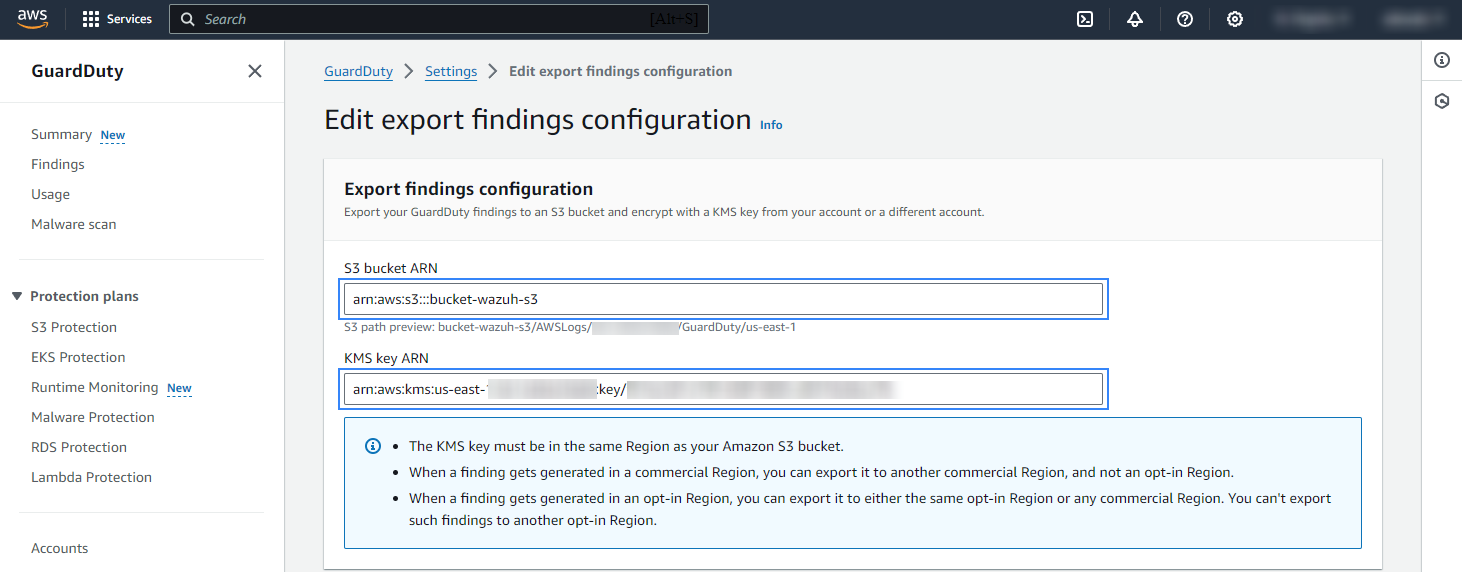 aws
Services
Search
[Alt+S]
GuardDuty
Summary New
Findings
Usage
Malware scan
Protection plans
S3 Protection
EKS Protection
Runtime Monitoring New
Malware Protection
RDS Protection
Lambda Protection
Accounts
GuardDuty > Settings > Edit export findings configuration
Edit export findings configuration Info
Export findings configuration
Export your GuardDuty findings to an S3 bucket and encrypt with a KMS key from your account or a different account.
S3 bucket ARN
arn:aws:s3:::bucket-wazuh-s3
S3 path preview: bucket-wazuh-s3/AWSLogs/ /GuardDuty/us-east-1
KMS key ARN
arn:aws:kms:us-east- :key/
• The KMS key must be in the same Region as your Amazon S3 bucket.
• When a finding gets generated in a commercial Region, you can export it to another commercial Region, and not an opt-in Region.
• When a finding gets generated in an opt-in Region, you can export it to either the same opt-in Region or any commercial Region. You can't export
such findings to another opt-in Region.